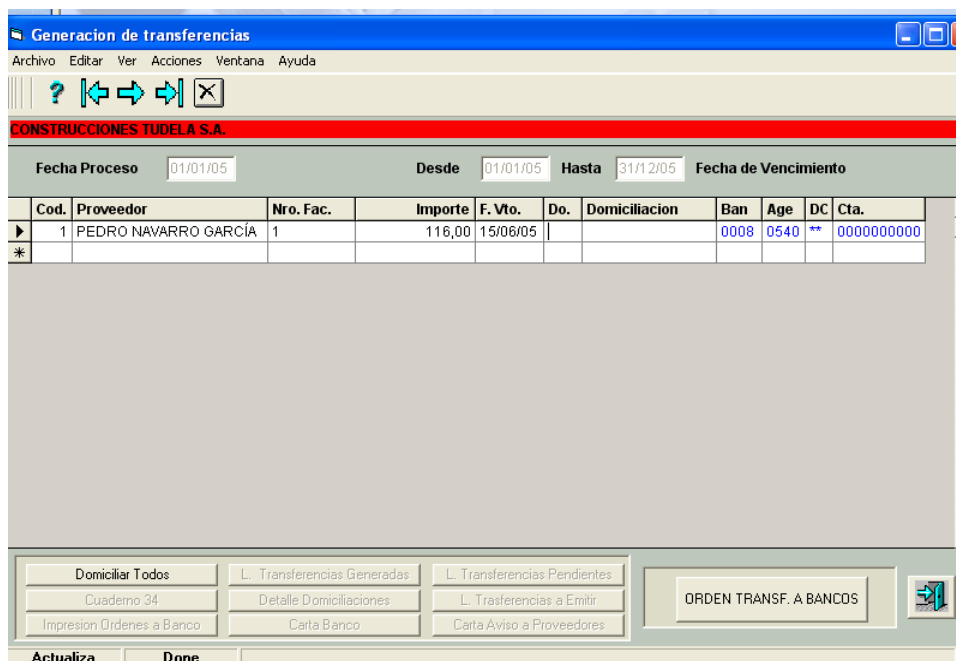 Generacion de transferencias
Archivo Editar Ver Acciones Ventana Ayuda
?
CONSTRUCCIONES TUDELA S.A.
Fecha Proceso 01/01/05 Desde 01/01/05 Hasta 31/12/05 Fecha de Vencimiento
Cod. Proveedor Nro. Fac. Importe F. Vto. Do. Domiciliacion Ban Age DC Cta.
1 PEDRO NAVARRO GARCÍA 1 116,00 15/06/05 0008 0540 ** 0000000000
*
Domiciliar Todos L. Transferencias Generadas L. Transferencias Pendientes
Cuaderno 34 Detalle Domiciliaciones L. Trasferencias a Emitir ORDEN TRANSF. A BANCOS
Impresion Ordenes a Banco Carta Banco Carta Aviso a Proveedores
Actualiza Done